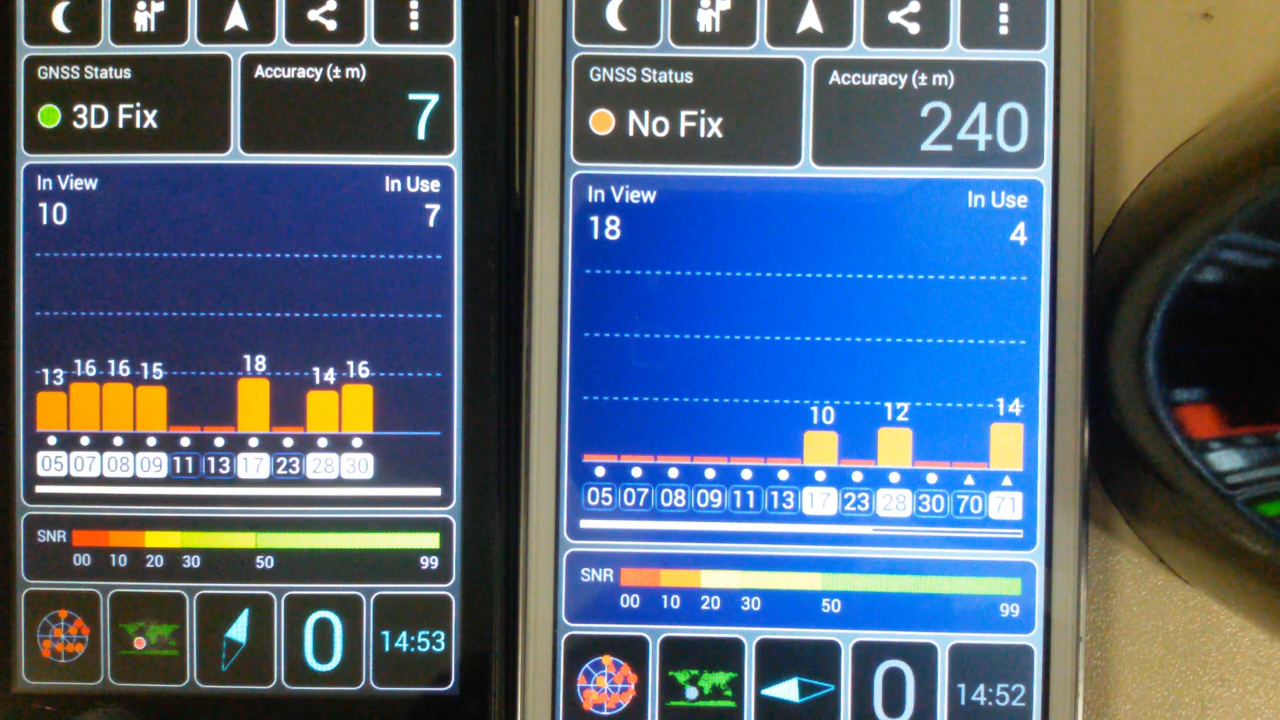 GNSS Status
3D Fix
Accuracy (± m)
7
In View
10
In Use
7
13 16 16 15 18 14 16
05 07 08 09 11 13 17 23 28 30
SNR
00 10 20 30 50 99
0
14:53
GNSS Status
No Fix
Accuracy (± m)
240
In View
18
In Use
4
10 12 14
05 07 08 09 11 13 17 23 28 30 70 71
SNR
00 10 20 30 50 99
0
14:52